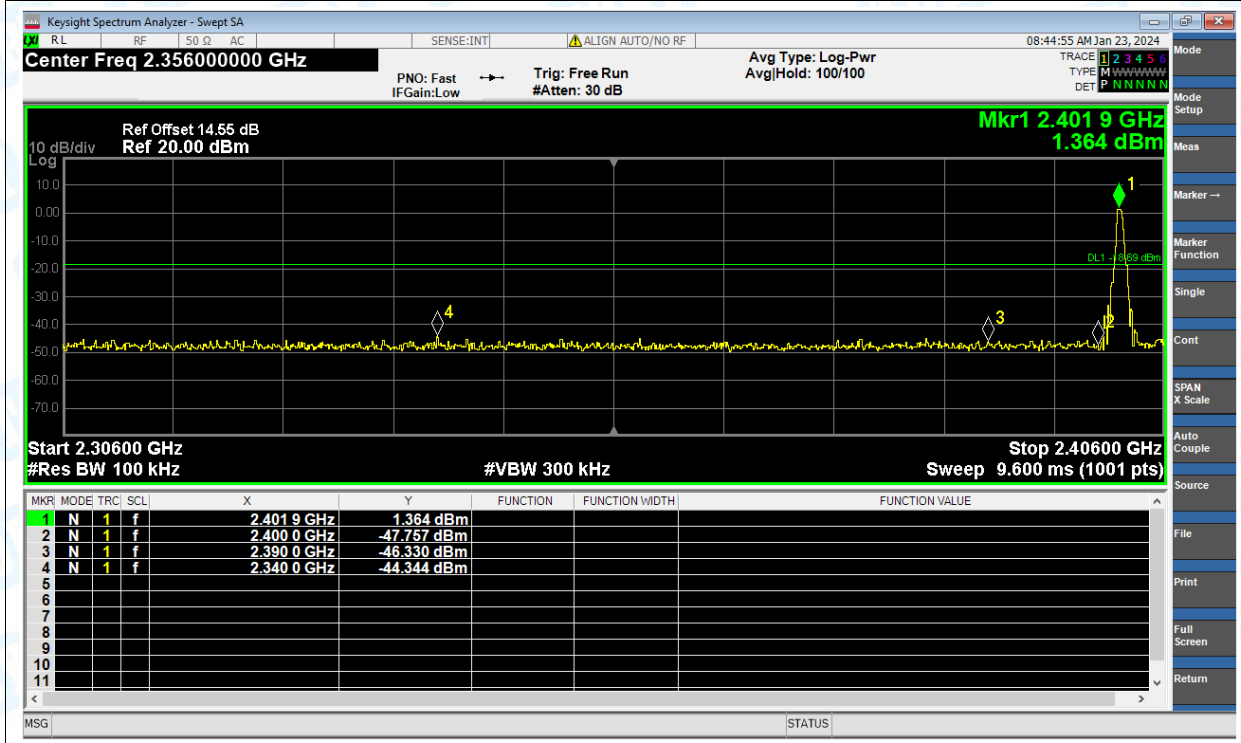 Keysight Spectrum Analyzer - Swept SA
LXI RL RF 50 Ω AC SENSE:INT ALIGN AUTO/NO RF 08:44:55 AM Jan 23, 2024
Center Freq 2.356000000 GHz
PNO: Fast
IFGain:Low
Trig: Free Run
#Atten: 30 dB
Avg Type: Log-Pwr
Avg|Hold: 100/100
TRACE 1 2 3 4 5 6
TYPE M W W W W W
DET P N N N N N
Ref Offset 14.55 dB
10 dB/div Ref 20.00 dBm
Log
Mkr1 2.401 9 GHz
1.364 dBm
10.0
0.00
-10.0
-20.0
-30.0
-40.0
-50.0
-60.0
-70.0
1
4
3
2
Start 2.30600 GHz Stop 2.40600 GHz
#Res BW 100 kHz #VBW 300 kHz Sweep 9.600 ms (1001 pts)
MKR MODE TRC SCL X Y FUNCTION FUNCTION WIDTH FUNCTION VALUE
1 N 1 f 2.401 9 GHz 1.364 dBm
2 N 1 f 2.400 0 GHz -47.757 dBm
3 N 1 f 2.390 0 GHz -46.330 dBm
4 N 1 f 2.340 0 GHz -44.344 dBm
5
6
7
8
9
10
11
MSG STATUS
Mode
Mode Setup
Meas
Marker →
Marker Function
Single
Cont
SPAN X Scale
Auto Couple
Source
File
Print
Full Screen
Return